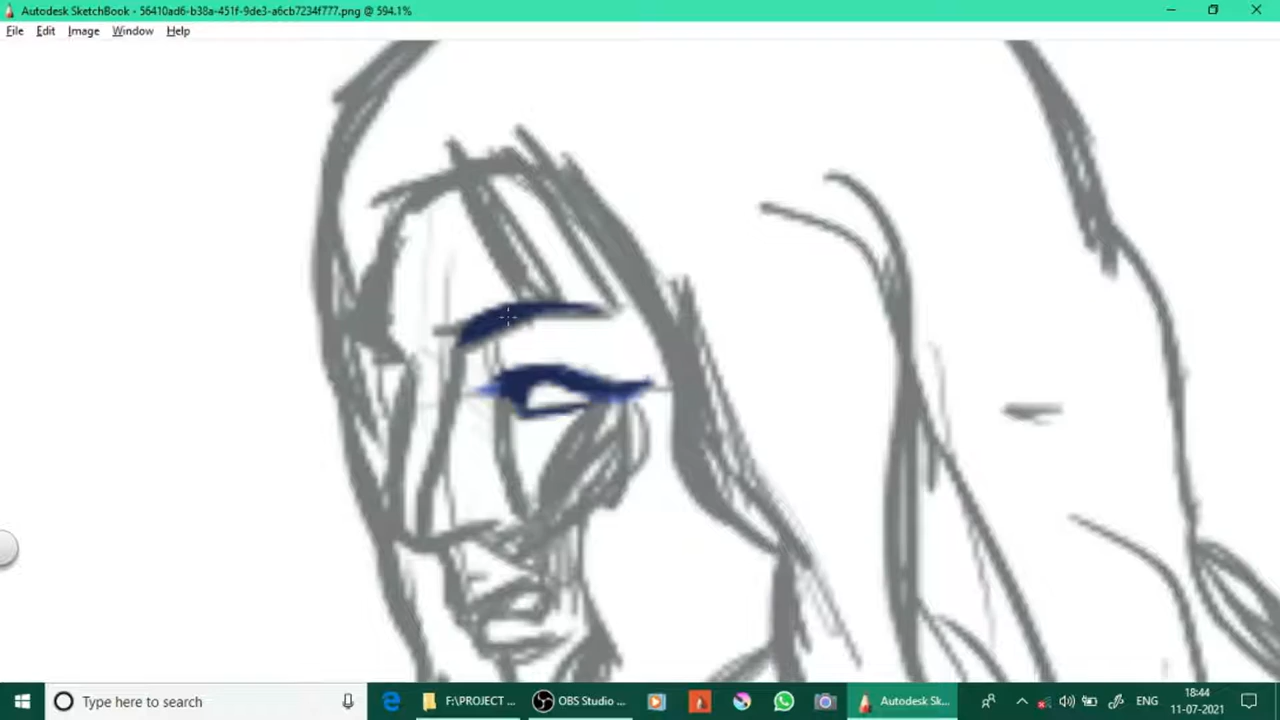 Autodesk SketchBook - 56410ad6-b38a-451f-9de3-a6cb7234f777.png @ 594.1%
File Edit Image Window Help
Type here to search
F:\PROJECT ...
OBS Studio ...
Autodesk Sk...
ENG
18:44
11-07-2021